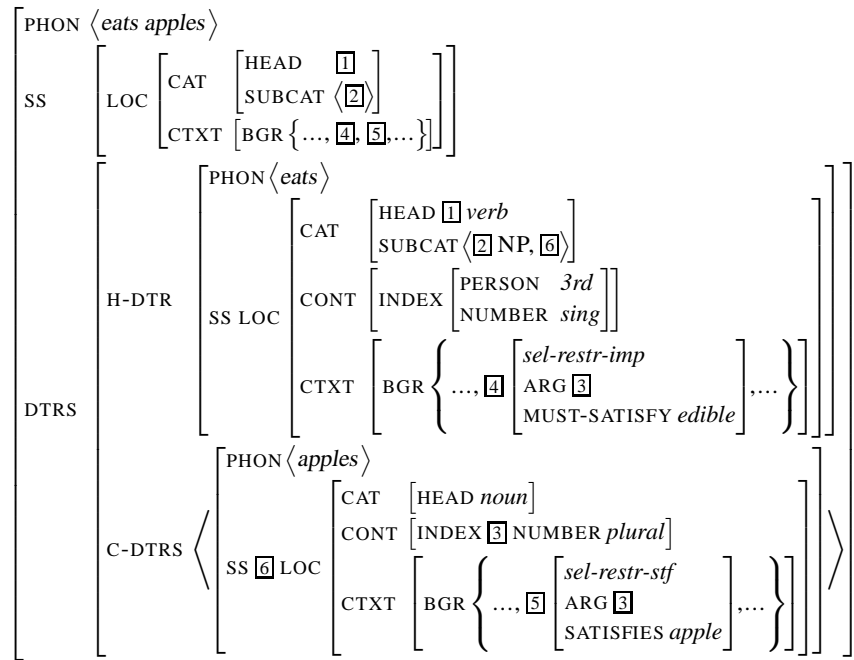 PHON ⟨eats apples⟩
SS LOC CAT HEAD 1
SUBCAT ⟨2⟩
CTXT [BGR {…, 4, 5,…}]
DTRS H-DTR PHON⟨eats⟩
SS LOC CAT HEAD 1 verb
SUBCAT⟨2 NP, 6⟩
CONT INDEX PERSON 3rd
NUMBER sing
CTXT BGR {…, 4 sel-restr-imp
ARG 3
MUST-SATISFY edible ,…}
C-DTRS ⟨PHON⟨apples⟩
SS 6 LOC CAT [HEAD noun]
CONT [INDEX 3 NUMBER plural]
CTXT BGR {…, 5 sel-restr-stf
ARG 3
SATISFIES apple ,…}⟩